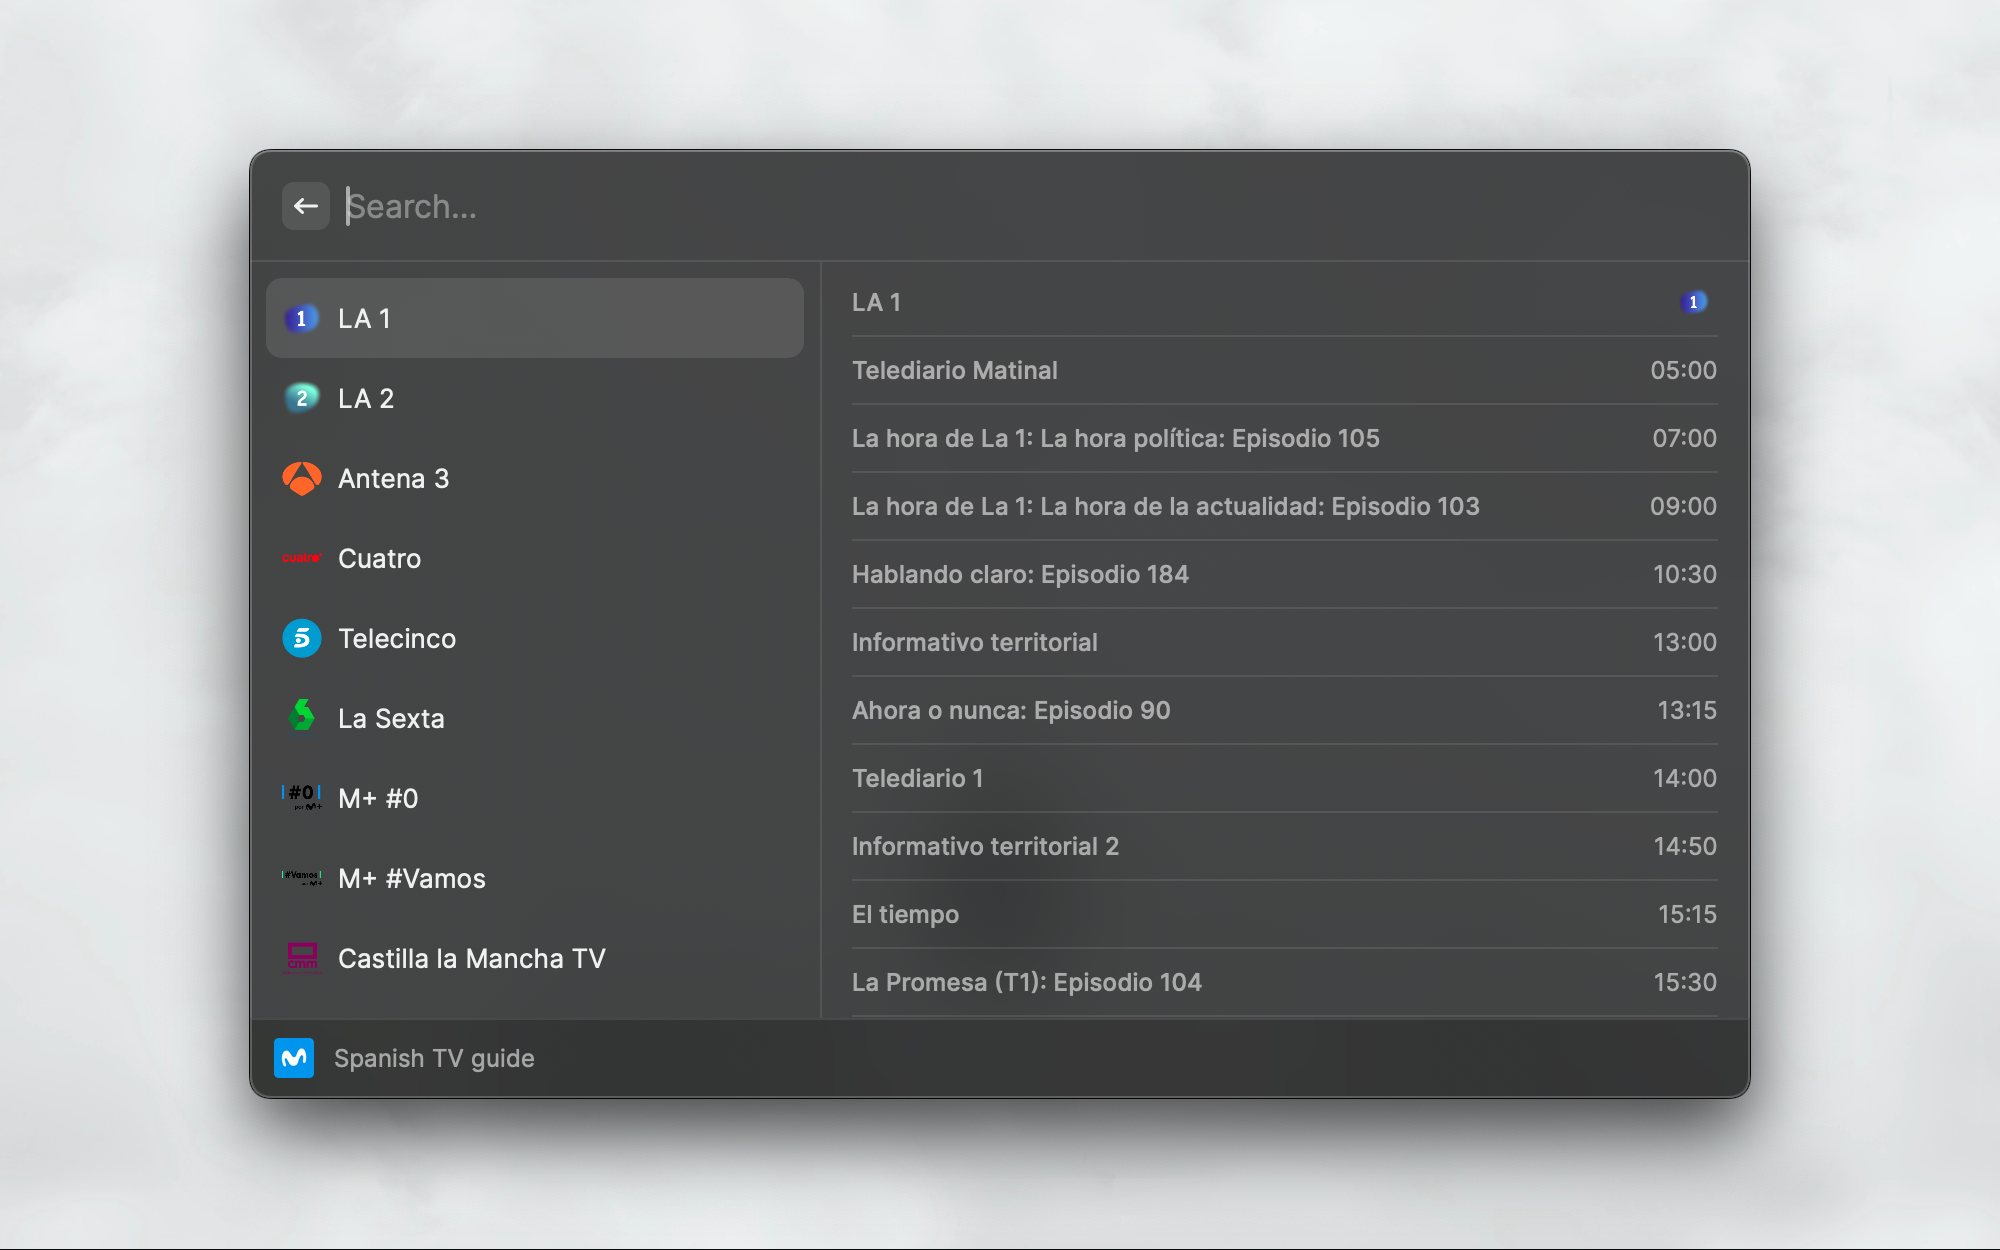 Search...
1 LA 1
2 LA 2
Antena 3
cuatro Cuatro
5 Telecinco
La Sexta
#0 por M+ M+ #0
#Vamos M+ #Vamos
cmm Castilla la Mancha TV
LA 1 1
Telediario Matinal 05:00
La hora de La 1: La hora política: Episodio 105 07:00
La hora de La 1: La hora de la actualidad: Episodio 103 09:00
Hablando claro: Episodio 184 10:30
Informativo territorial 13:00
Ahora o nunca: Episodio 90 13:15
Telediario 1 14:00
Informativo territorial 2 14:50
El tiempo 15:15
La Promesa (T1): Episodio 104 15:30
Spanish TV guide